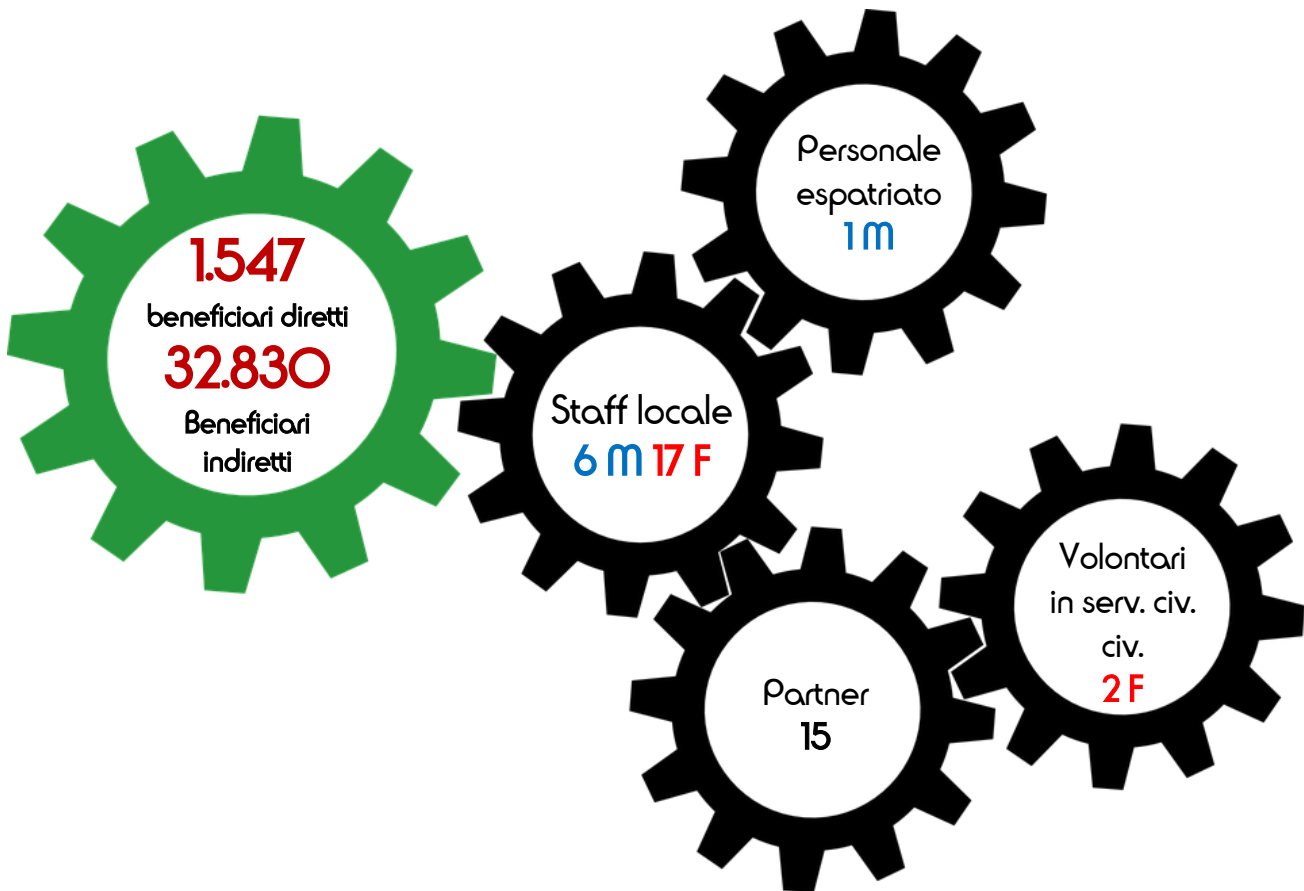 1.547
beneficiari diretti
32.830
Beneficiari
indiretti
Personale
espatriato
1 M
Staff locale
6 M 17 F
Partner
15
Volontari
in serv. civ.
civ.
2 F